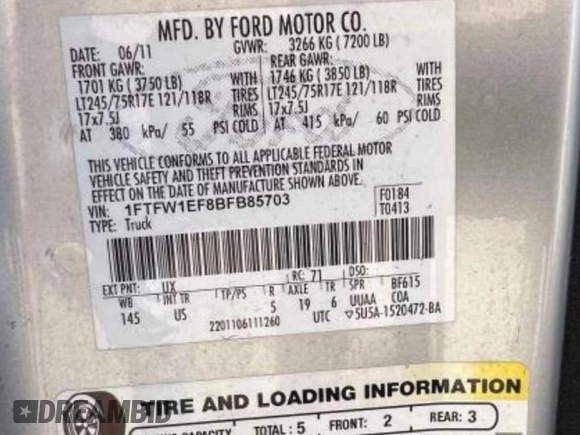 MFD. BY FORD MOTOR CO.
DATE: 06/11 GVWR: 3266 KG ( 7200 LB)
FRONT GAWR: REAR GAWR:
1701 KG ( 3750 LB) WITH 1746 KG ( 3850 LB) WITH
LT245/75R17E 121/118R TIRES LT245/75R17E 121/118R TIRES
17x7.5J RIMS 17x7.5J RIMS
AT 380 kPa/ 55 PSI COLD AT 415 kPa/ 60 PSI COLD
THIS VEHICLE CONFORMS TO ALL APPLICABLE FEDERAL MOTOR
VEHICLE SAFETY AND THEFT PREVENTION STANDARDS IN
EFFECT ON THE DATE OF MANUFACTURE SHOWN ABOVE.
VIN: 1FTFW1EF8BFB85703 F0184
TYPE: Truck T0413
EXT PNT: UX RC: 71 DSO:
WB INT TR TP/PS R AXLE TR SPR BF615
145 US 5 19 6 UUAA COA
2201106111260 UTC 5U5A-1520472-BA
TIRE AND LOADING INFORMATION
CAPACITY TOTAL: 5 FRONT: 2 REAR: 3
DREAMBID